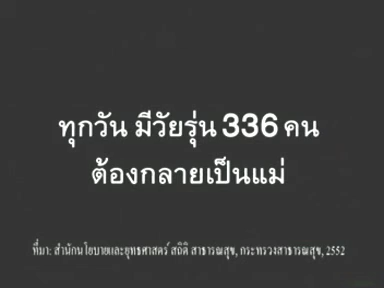 ทุกวัน มีวัยรุ่น 336 คน
ต้องกลายเป็นแม่
ที่มา: สำนักนโยบายและยุทธศาสตร์ สถิติ สาธารณสุข, กระทรวงสาธารณสุข, 2552